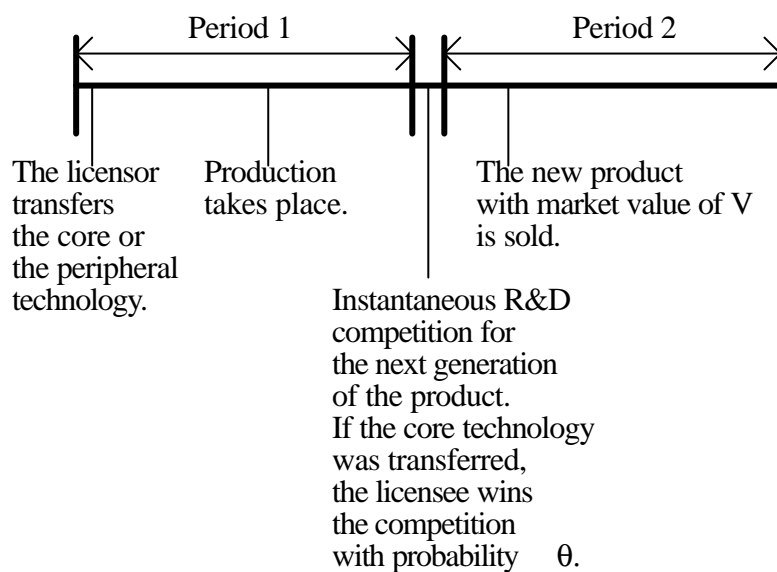 Period 1
Period 2
The licensor
transfers
the core or
the peripheral
technology.
Production
takes place.
The new product
with market value of V
is sold.
Instantaneous R&D
competition for
the next generation
of the product.
If the core technology
was transferred,
the licensee wins
the competition
with probability θ.